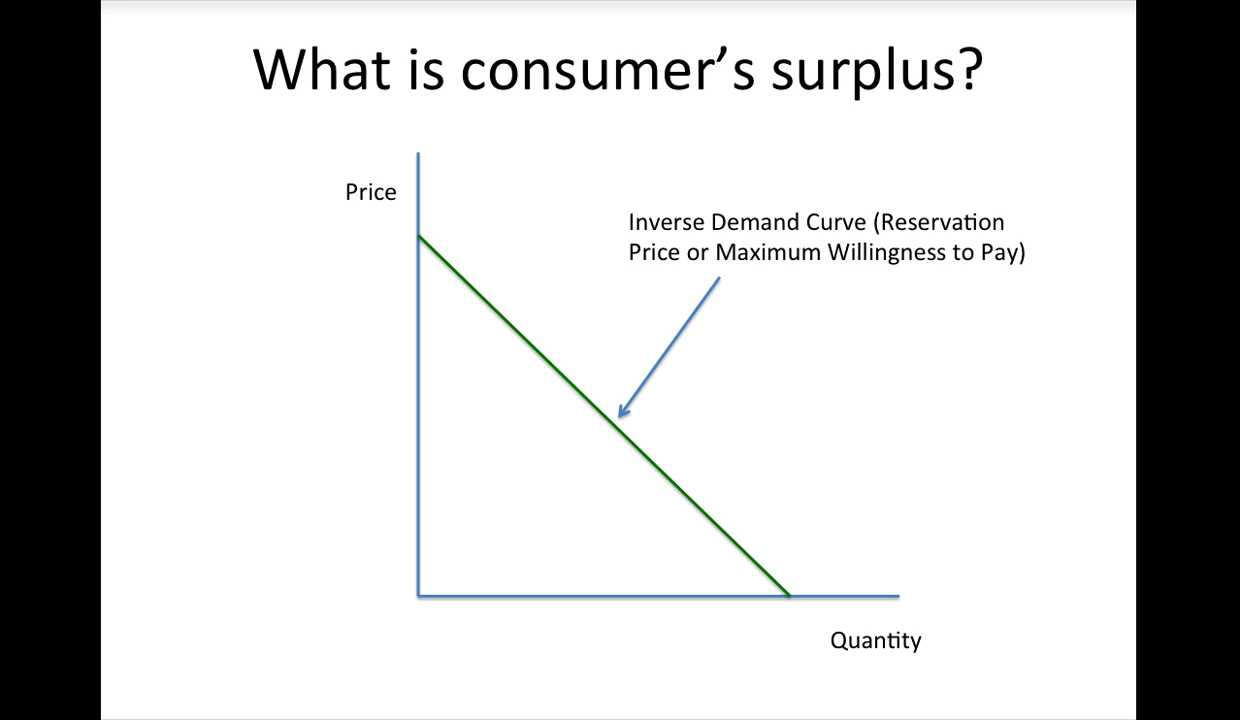 What is consumer’s surplus?
Price
Inverse Demand Curve (Reservation
Price or Maximum Willingness to Pay)
Quantity